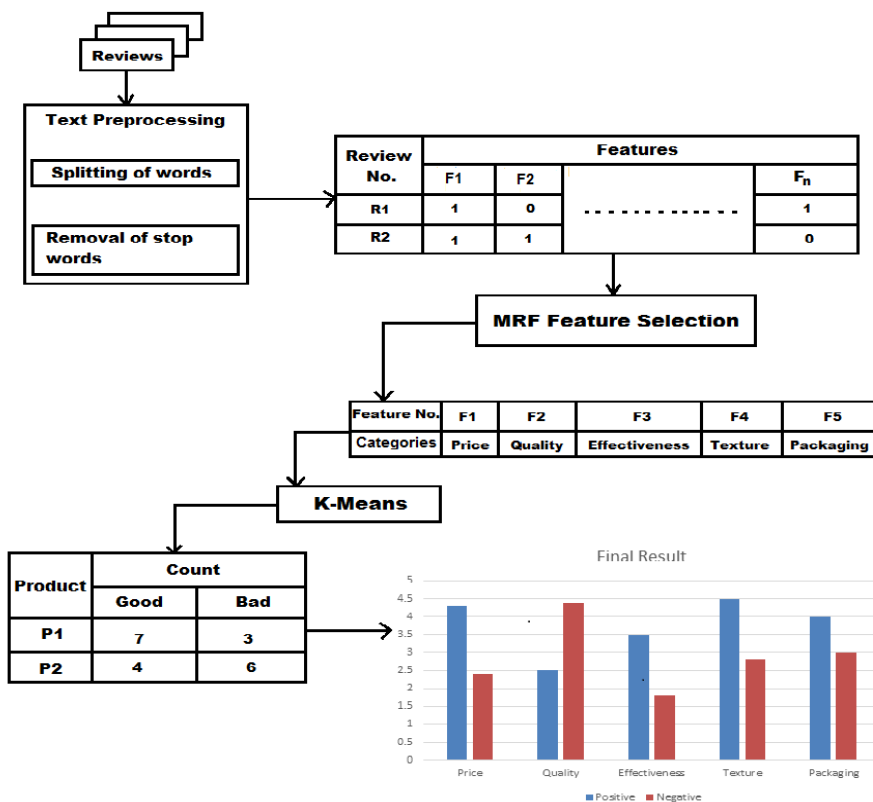 Reviews
Text Preprocessing
Splitting of words
Removal of stop
words
Review
No.
Features
F1 F2 Fn
R1 1 0 .................... 1
R2 1 1 0
MRF Feature Selection
Feature No. F1 F2 F3 F4 F5
Categories Price Quality Effectiveness Texture Packaging
K-Means
Product Count
Good Bad
P1 7 3
P2 4 6
Final Result
5
4.5
4
3.5
3
2.5
2
1.5
1
0.5
0
Price Quality Effectiveness Texture Packaging
Positive Negative